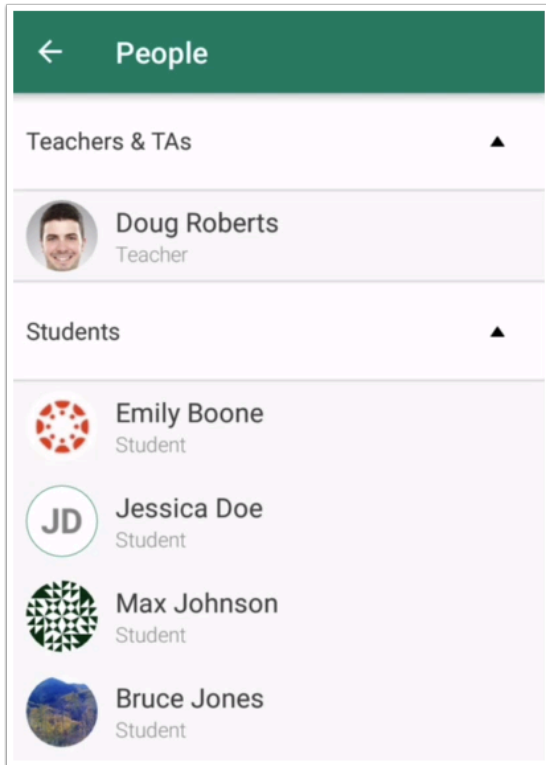 People
Teachers & TAs
Doug Roberts
Teacher
Students
Emily Boone
Student
JD
Jessica Doe
Student
Max Johnson
Student
Bruce Jones
Student